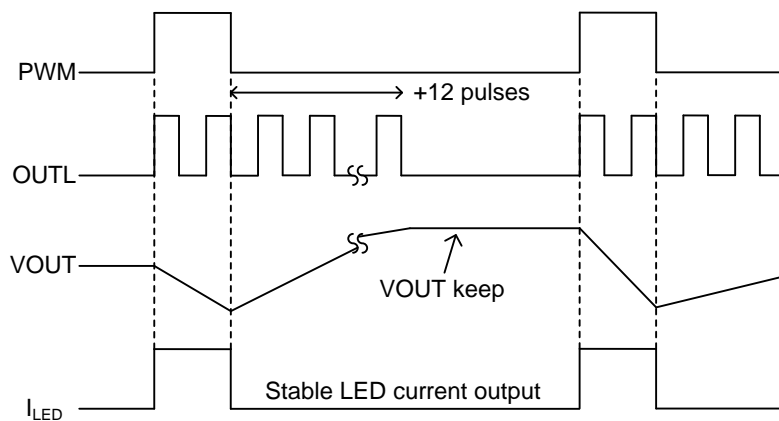 PWM
+12 pulses
OUTL
VOUT
VOUT keep
Stable LED current output
ILED